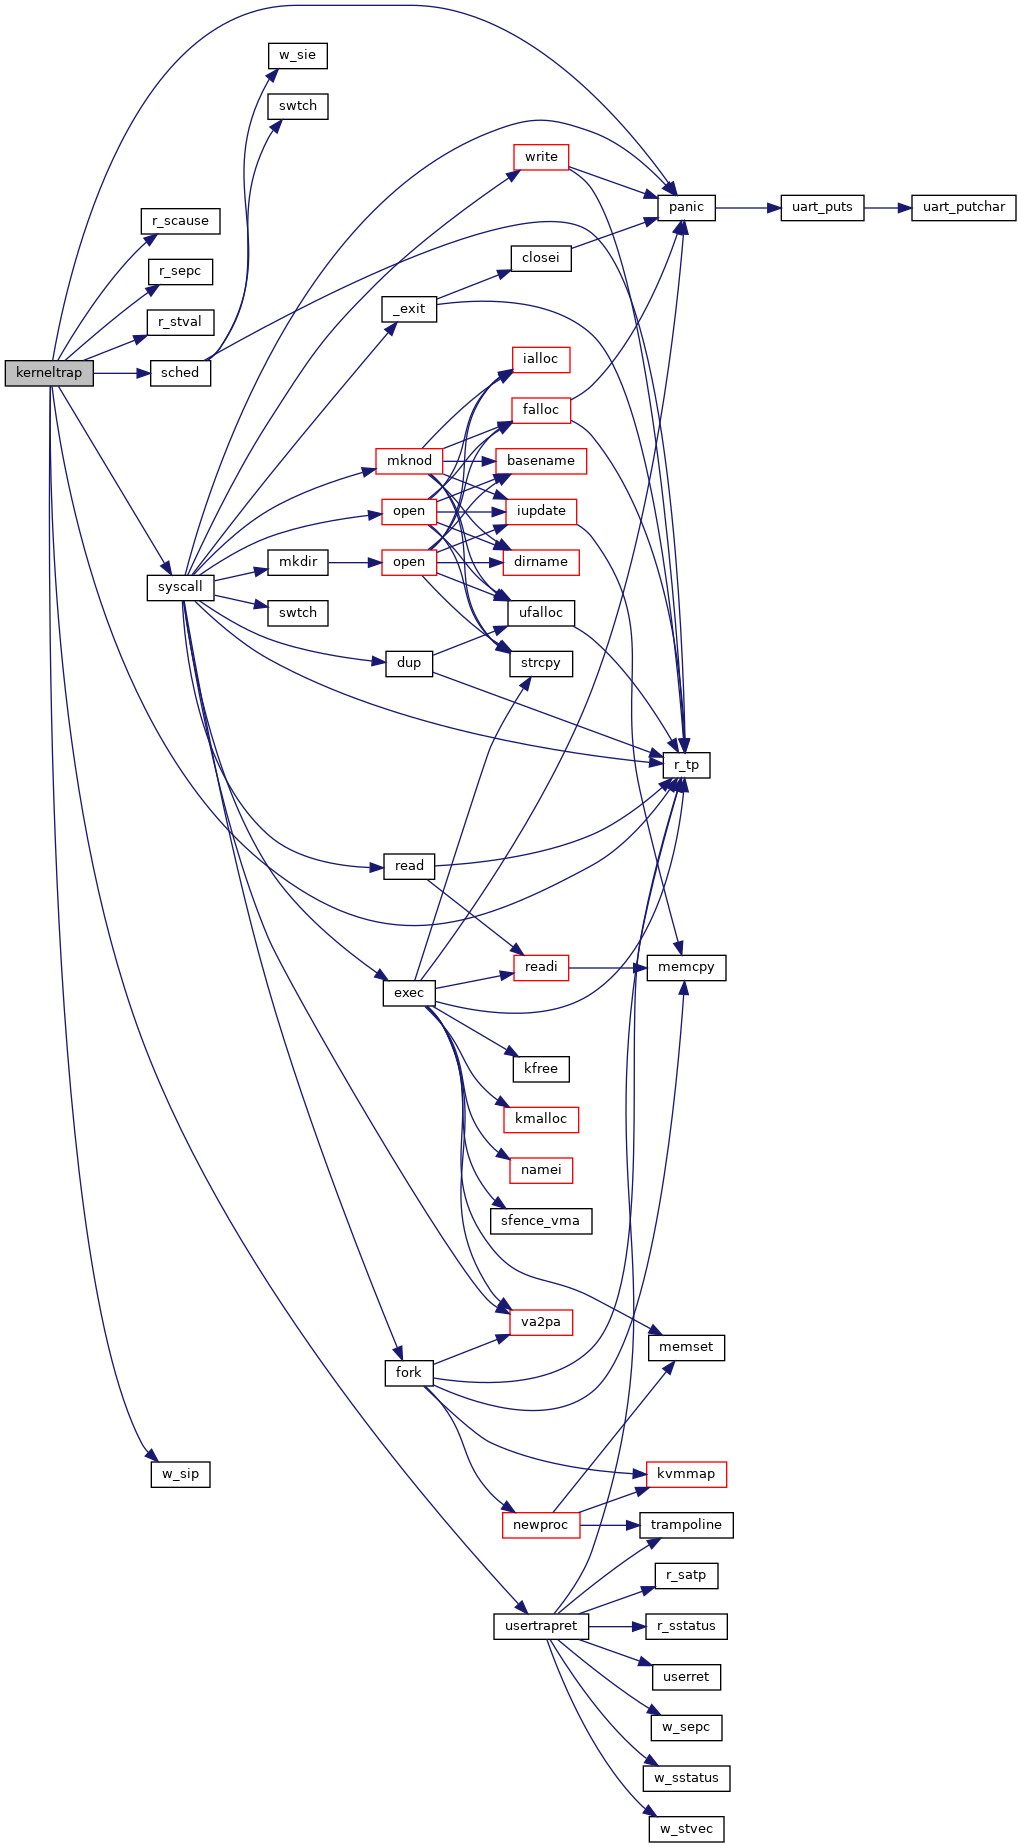 w_sie
swtch
write
panic
uart_puts
uart_putchar
r_scause
closei
r_sepc
_exit
r_stval
ialloc
kerneltrap
sched
falloc
mknod
basename
open
iupdate
mkdir
open
dirname
syscall
swtch
ufalloc
dup
strcpy
r_tp
read
readi
memcpy
exec
kfree
kmalloc
namei
sfence_vma
va2pa
memset
fork
w_sip
kvmmap
newproc
trampoline
r_satp
usertrapret
r_sstatus
userret
w_sepc
w_sstatus
w_stvec